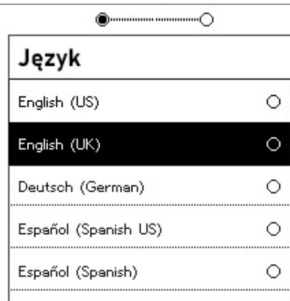 Język
English (US)
English (UK)
Deutsch (German)
Español (Spanish US)
Español (Spanish)